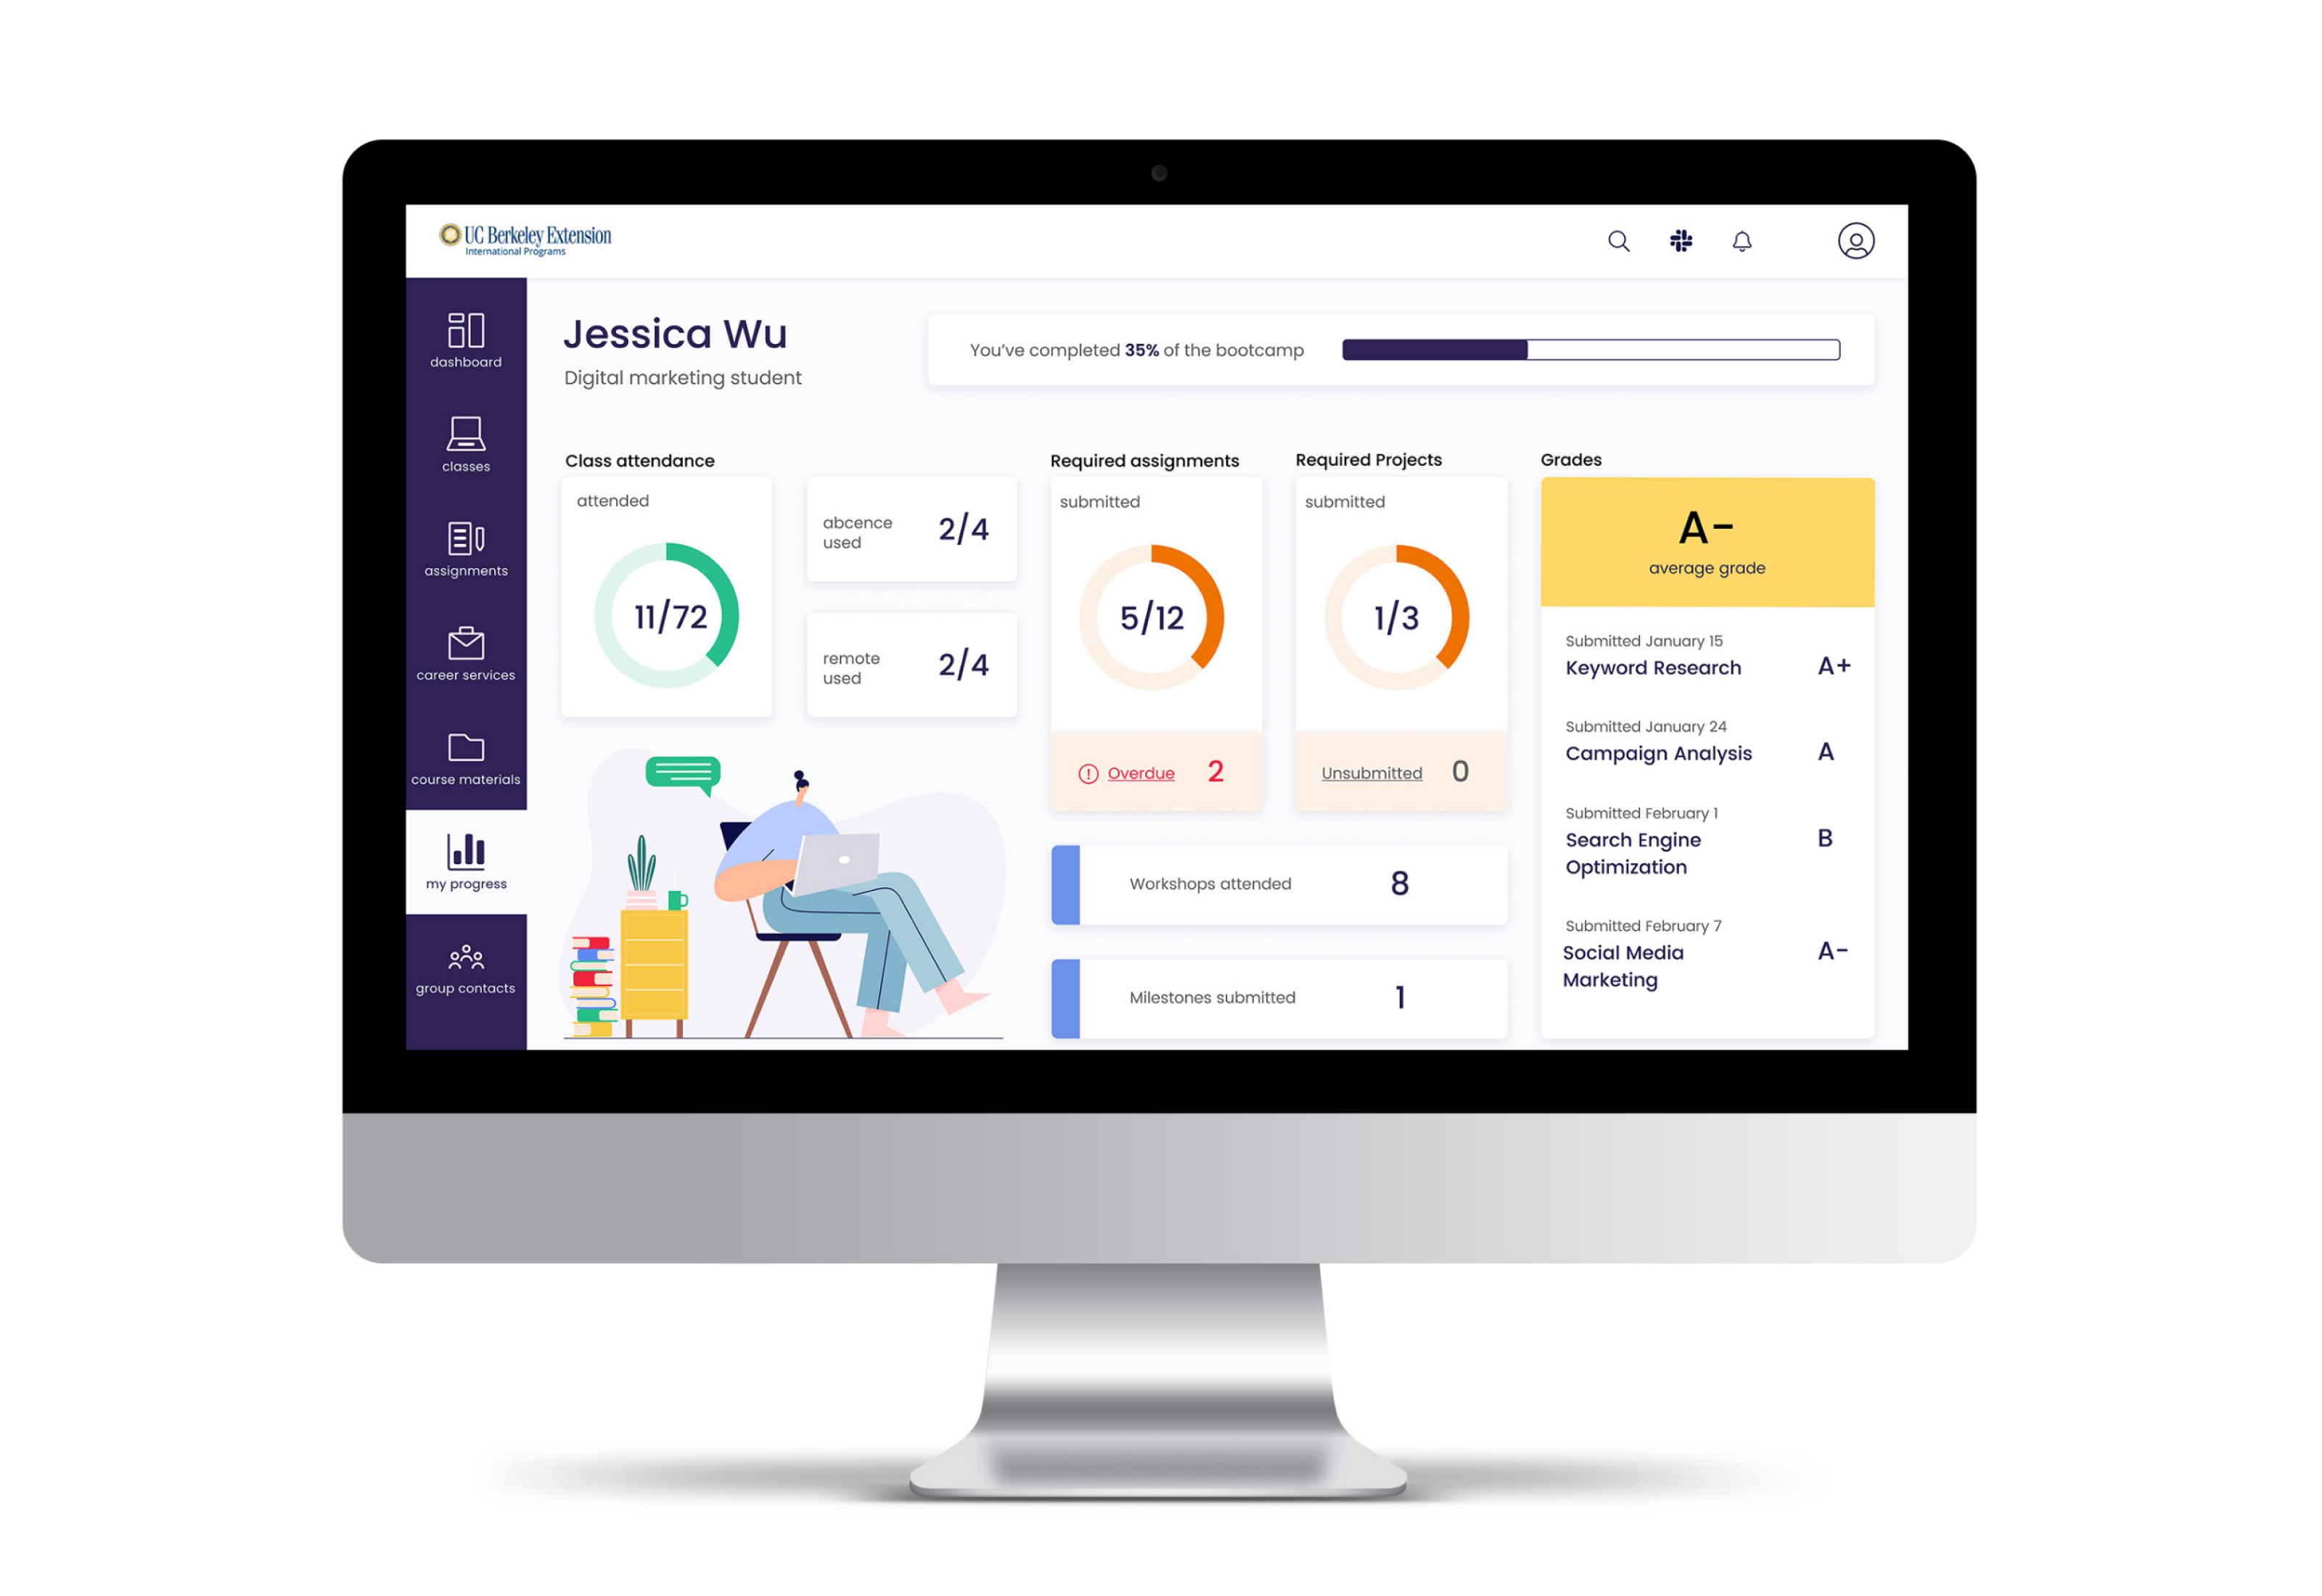 UC Berkeley Extension
International Programs
dashboard
classes
assignments
career services
course materials
my progress
group contacts
Jessica Wu
Digital marketing student
You've completed 35% of the bootcamp
Class attendance
attended
11/72
abcence
used
2/4
remote
used
2/4
Required assignments
submitted
5/12
Overdue 2
Required Projects
submitted
1/3
Unsubmitted 0
Workshops attended 8
Milestones submitted 1
Grades
A-
average grade
Submitted January 15
Keyword Research A+
Submitted January 24
Campaign Analysis A
Submitted February 1
Search Engine B
Optimization
Submitted February 7
Social Media A-
Marketing